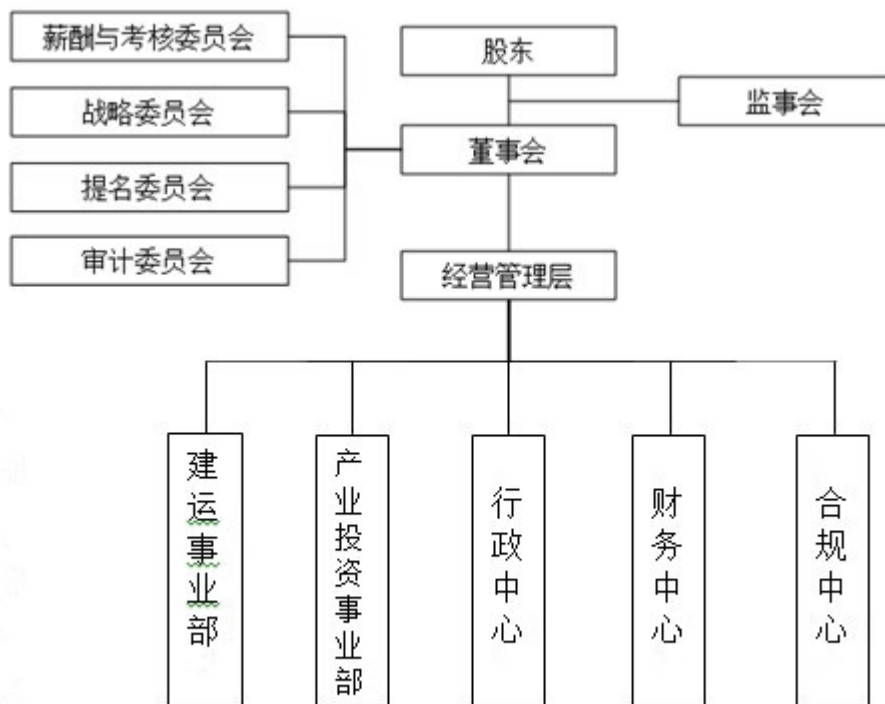 薪酬与考核委员会
股东
战略委员会
监事会
董事会
提名委员会
审计委员会
经营管理层
建运事业部
产业投资事业部
行政中心
财务中心
合规中心